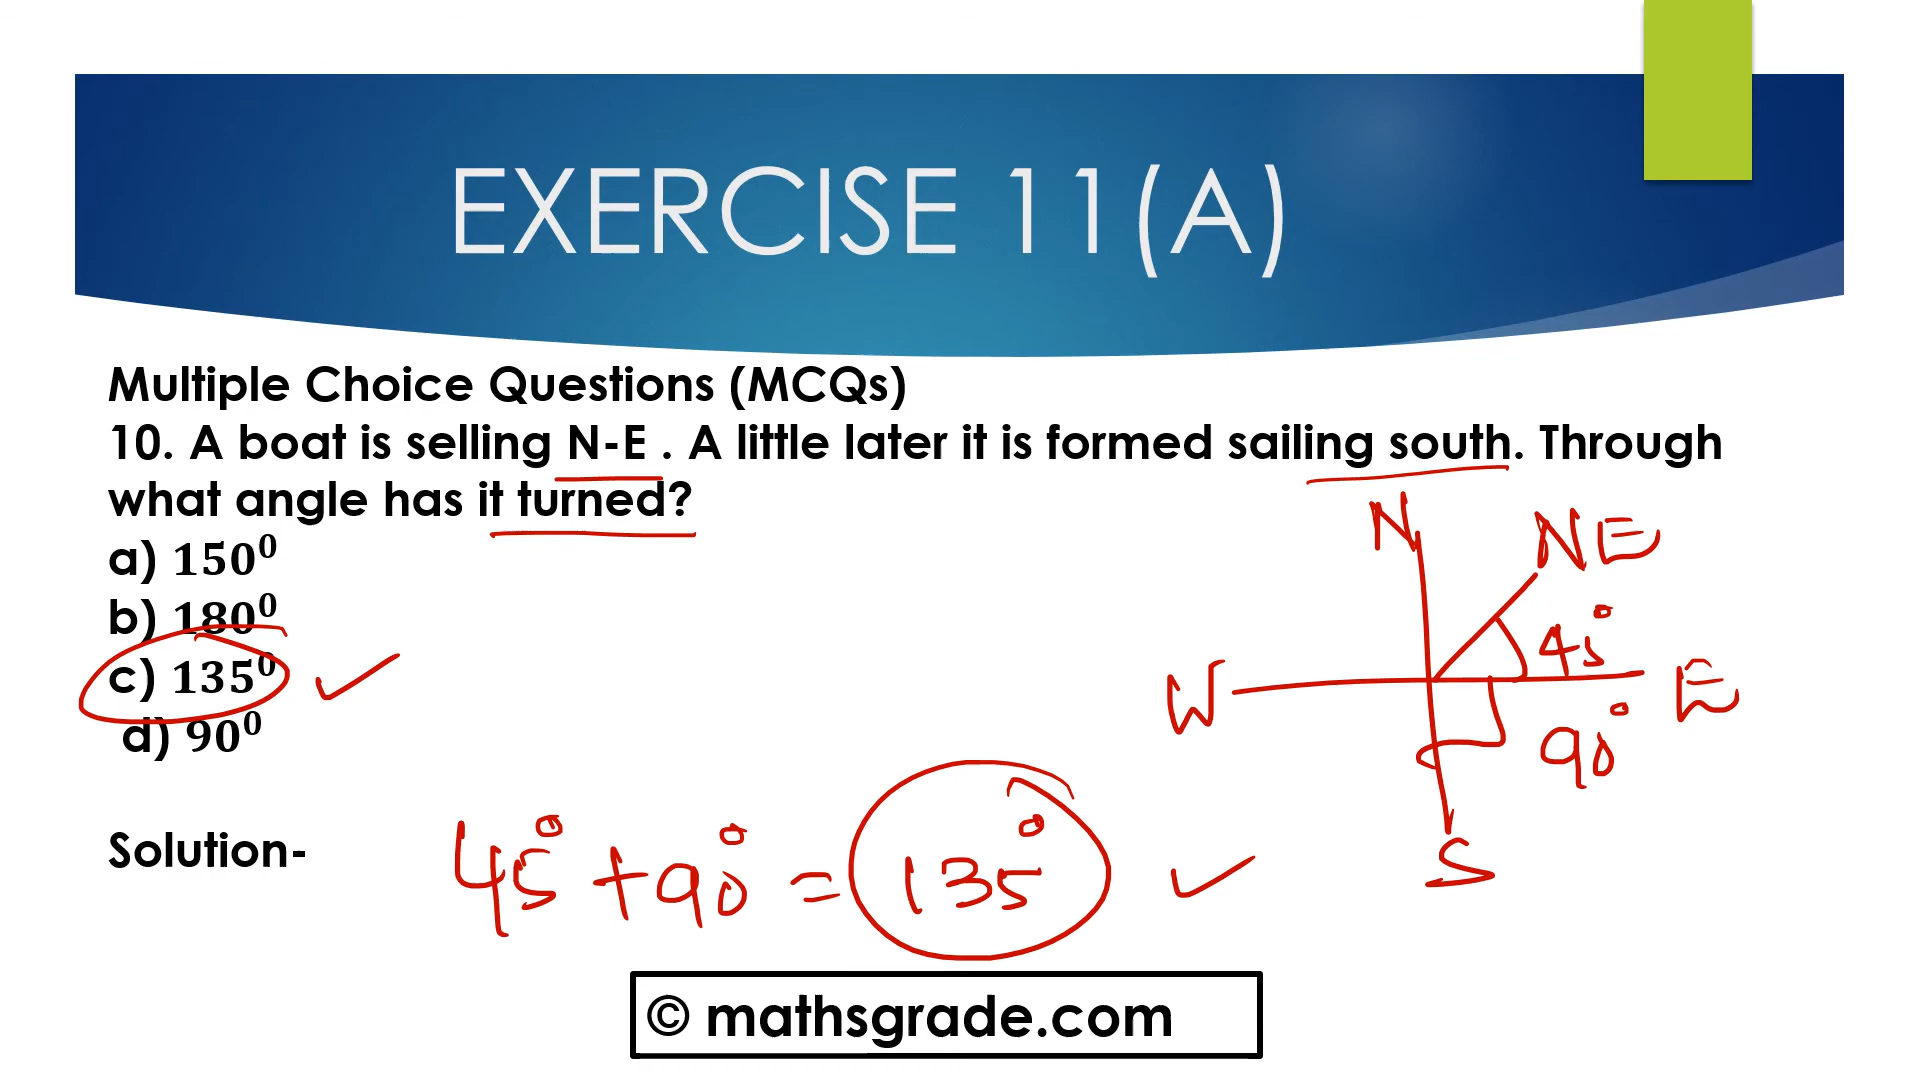 EXERCISE 11(A)
Multiple Choice Questions (MCQs)
10. A boat is selling N-E . A little later it is formed sailing south. Through
what angle has it turned?
a) 150⁰
b) 180⁰
c) 135⁰
d) 90⁰
N
NE
45°
W
E
90°
S
Solution-
45° + 90° = 135°
© mathsgrade.com